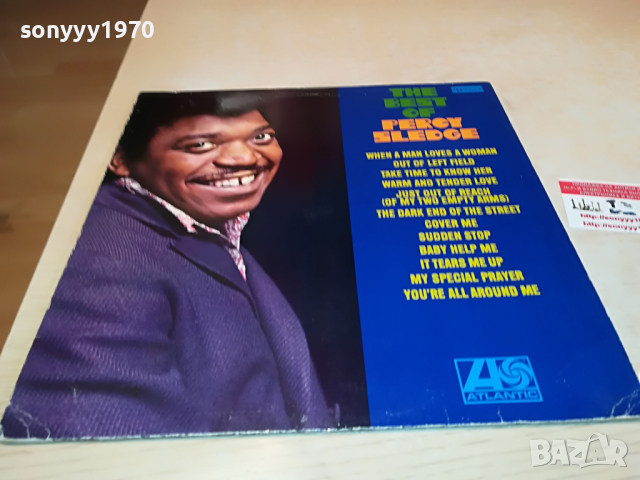 sonyyy1970
THE
BEST
OF
PERCY
SLEDGE
WHEN A MAN LOVES A WOMAN
OUT OF LEFT FIELD
TAKE TIME TO KNOW HER
WARM AND TENDER LOVE
JUST OUT OF REACH
(OF MY TWO EMPTY ARMS)
THE DARK END OF THE STREET
COVER ME
SUDDEN STOP
BABY HELP ME
IT TEARS ME UP
MY SPECIAL PRAYER
YOU'RE ALL AROUND ME
ATLANTIC
http://sonyyy1
BAZAR